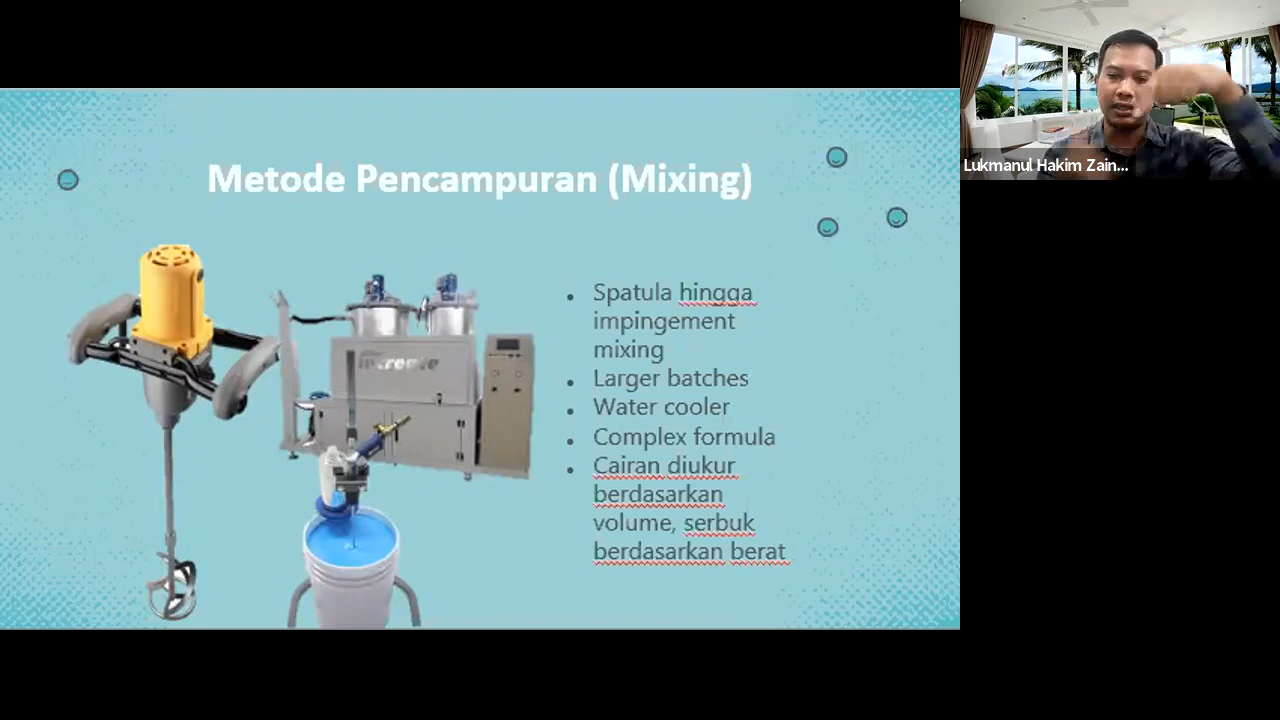 Metode Pencampuran (Mixing)
Spatula hingga
impingement
mixing
Larger batches
Water cooler
Complex formula
Cairan diukur
berdasarkan
volume, serbuk
berdasarkan berat
Lukmanul Hakim Zain...